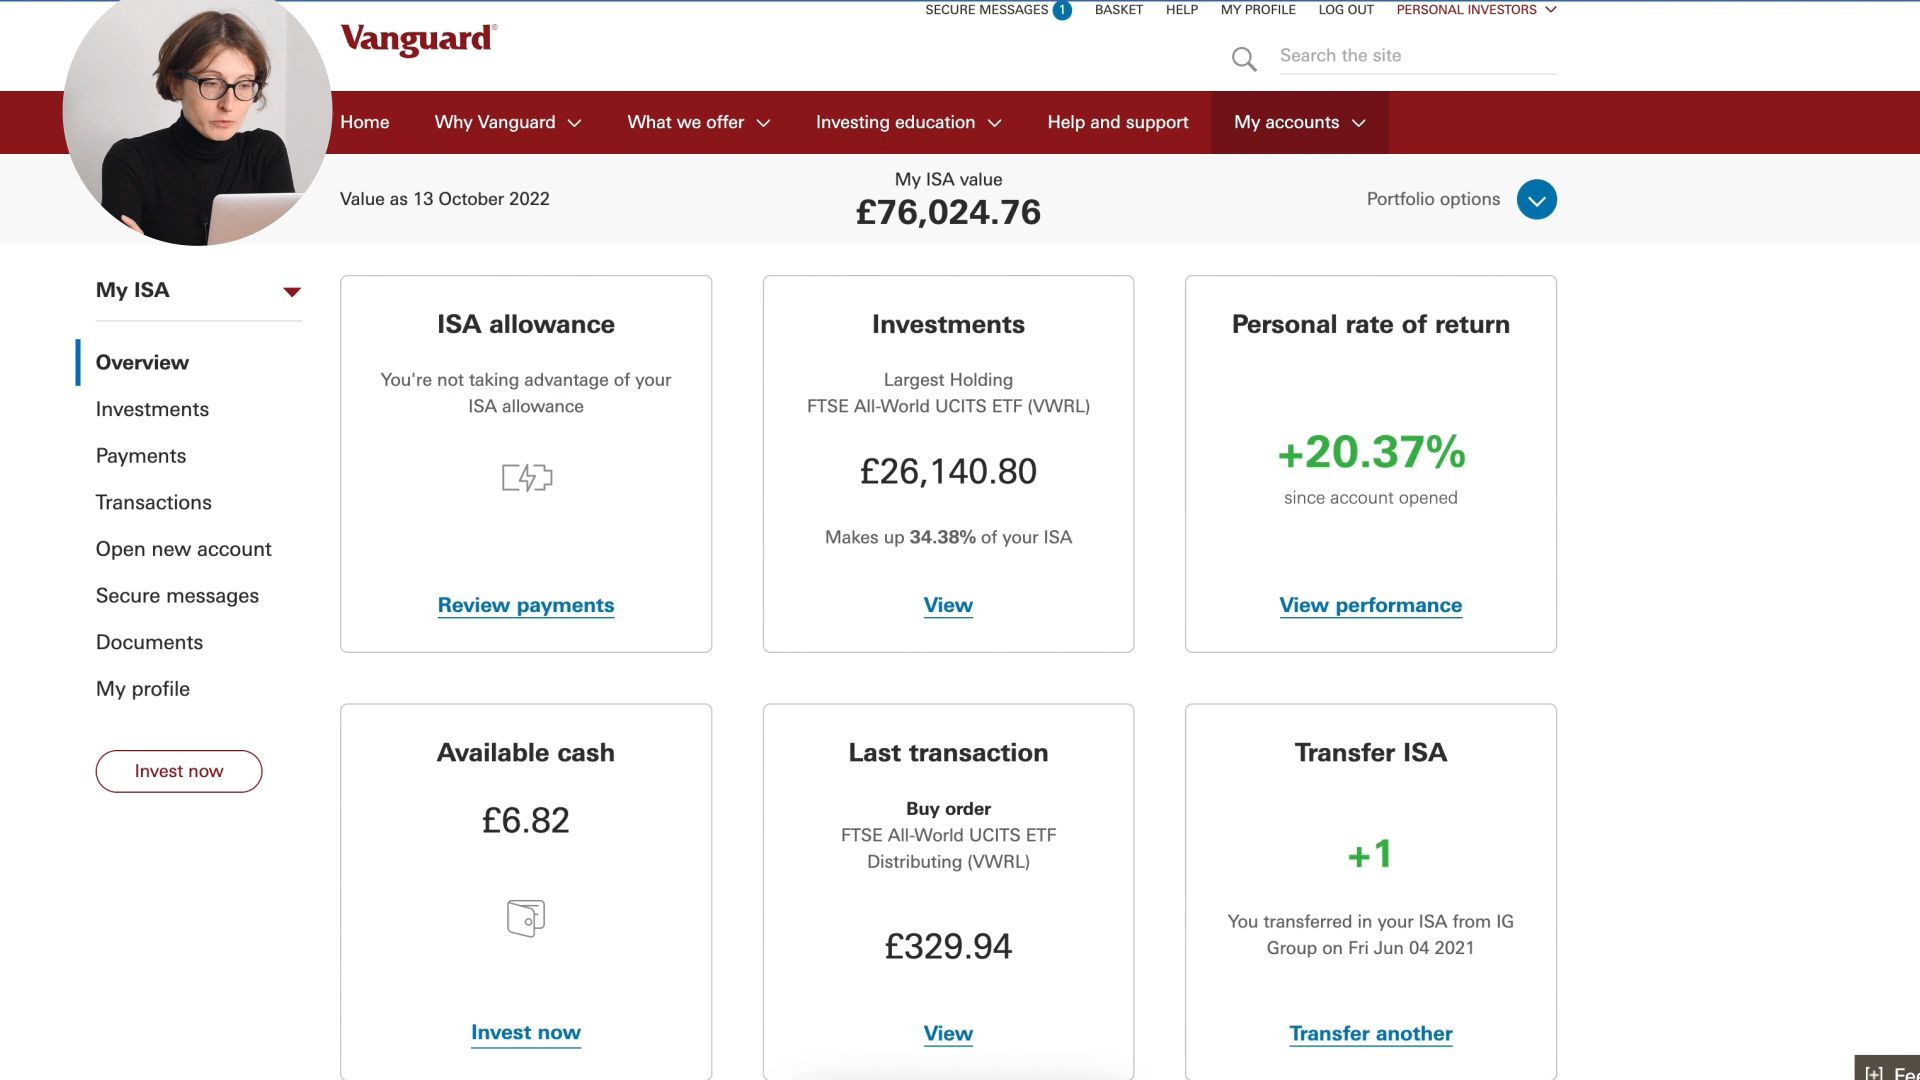 SECURE MESSAGES 1 BASKET HELP MY PROFILE LOG OUT PERSONAL INVESTORS
Vanguard®
Search the site
Home Why Vanguard What we offer Investing education Help and support My accounts
Value as 13 October 2022
My ISA value
£76,024.76
Portfolio options
My ISA
Overview
Investments
Payments
Transactions
Open new account
Secure messages
Documents
My profile
Invest now
ISA allowance
You're not taking advantage of your
ISA allowance
Review payments
Investments
Largest Holding
FTSE All-World UCITS ETF (VWRL)
£26,140.80
Makes up 34.38% of your ISA
View
Personal rate of return
+20.37%
since account opened
View performance
Available cash
£6.82
Invest now
Last transaction
Buy order
FTSE All-World UCITS ETF
Distributing (VWRL)
£329.94
View
Transfer ISA
+1
You transferred in your ISA from IG
Group on Fri Jun 04 2021
Transfer another
[+]